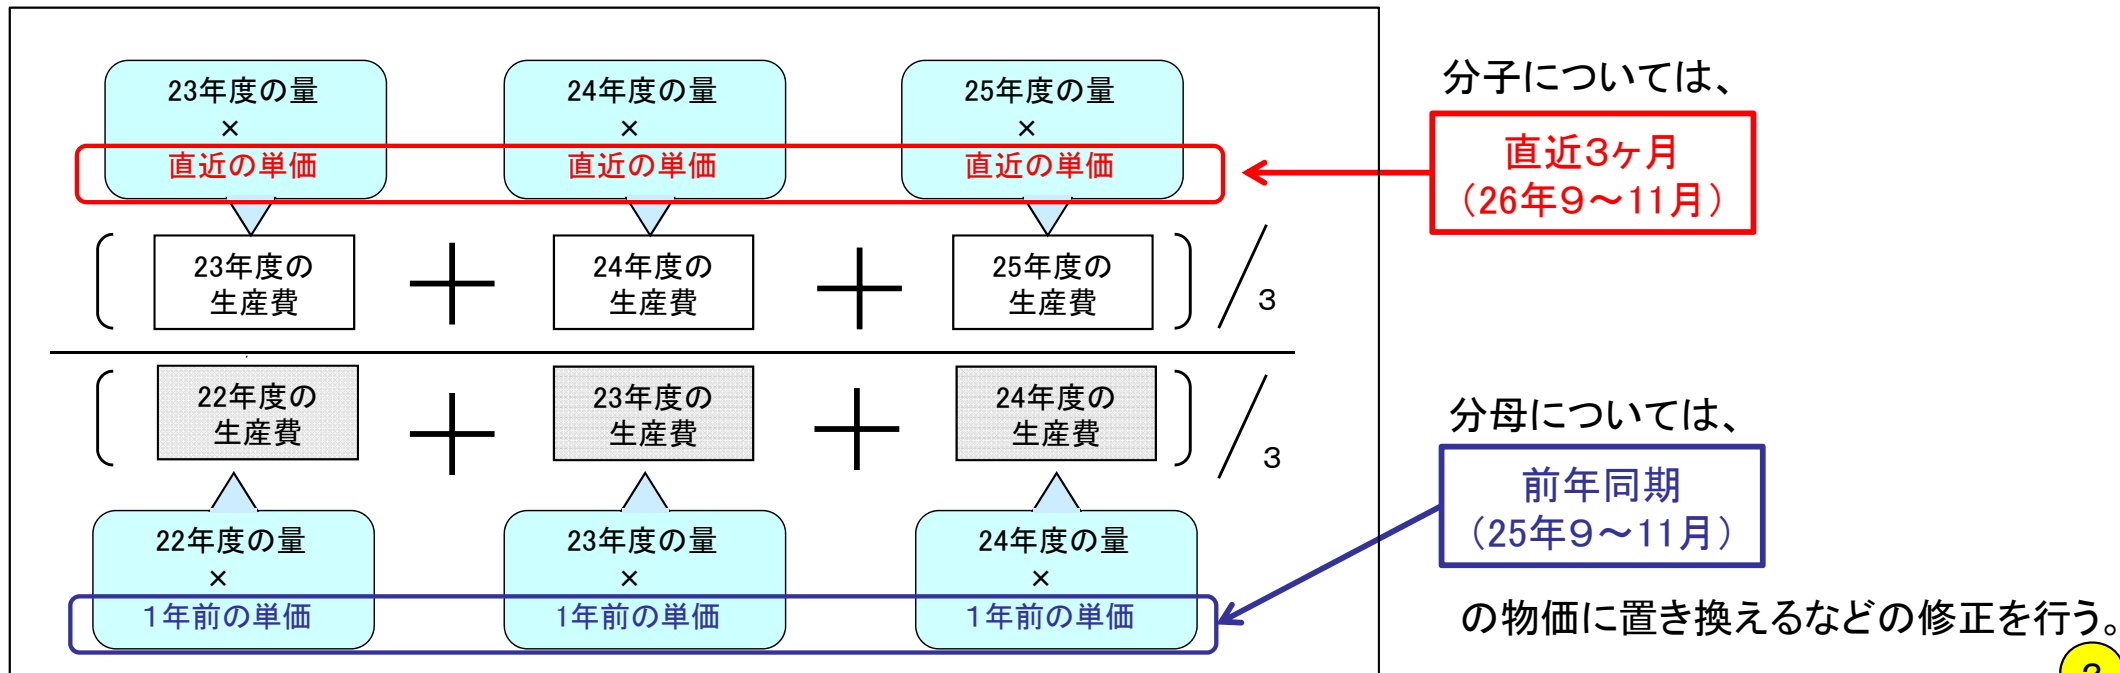 23年度の量
×
直近の単価
24年度の量
×
直近の単価
25年度の量
×
直近の単価
23年度の
生産費
+
24年度の
生産費
+
25年度の
生産費
/3
22年度の
生産費
+
23年度の
生産費
+
24年度の
生産費
/3
22年度の量
×
1年前の単価
23年度の量
×
1年前の単価
24年度の量
×
1年前の単価
分子については、
直近3ヶ月
(26年9～11月)
分母については、
前年同期
(25年9～11月)
の物価に置き換えるなどの修正を行う。